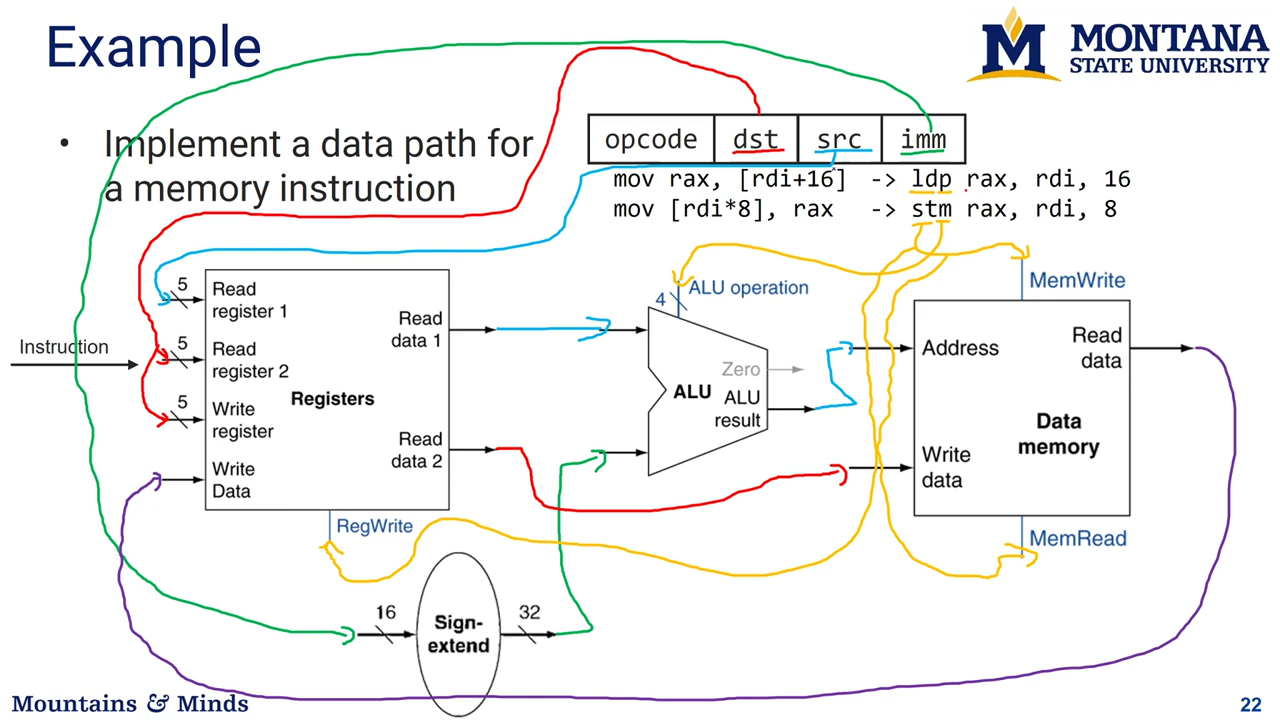 Example
MONTANA
STATE UNIVERSITY
• Implement a data path for
a memory instruction
opcode dst src imm
mov rax, [rdi+16] -> ldp rax, rdi, 16
mov [rdi*8], rax -> stm rax, rdi, 8
Instruction
5
Read
register 1
5
Read
register 2
5
Write
register
Write
Data
Registers
Read
data 1
Read
data 2
RegWrite
4
ALU operation
Zero
ALU
ALU
result
MemWrite
Address
Read
data
Data
memory
Write
data
MemRead
16
Sign-
extend
32
Mountains & Minds
22